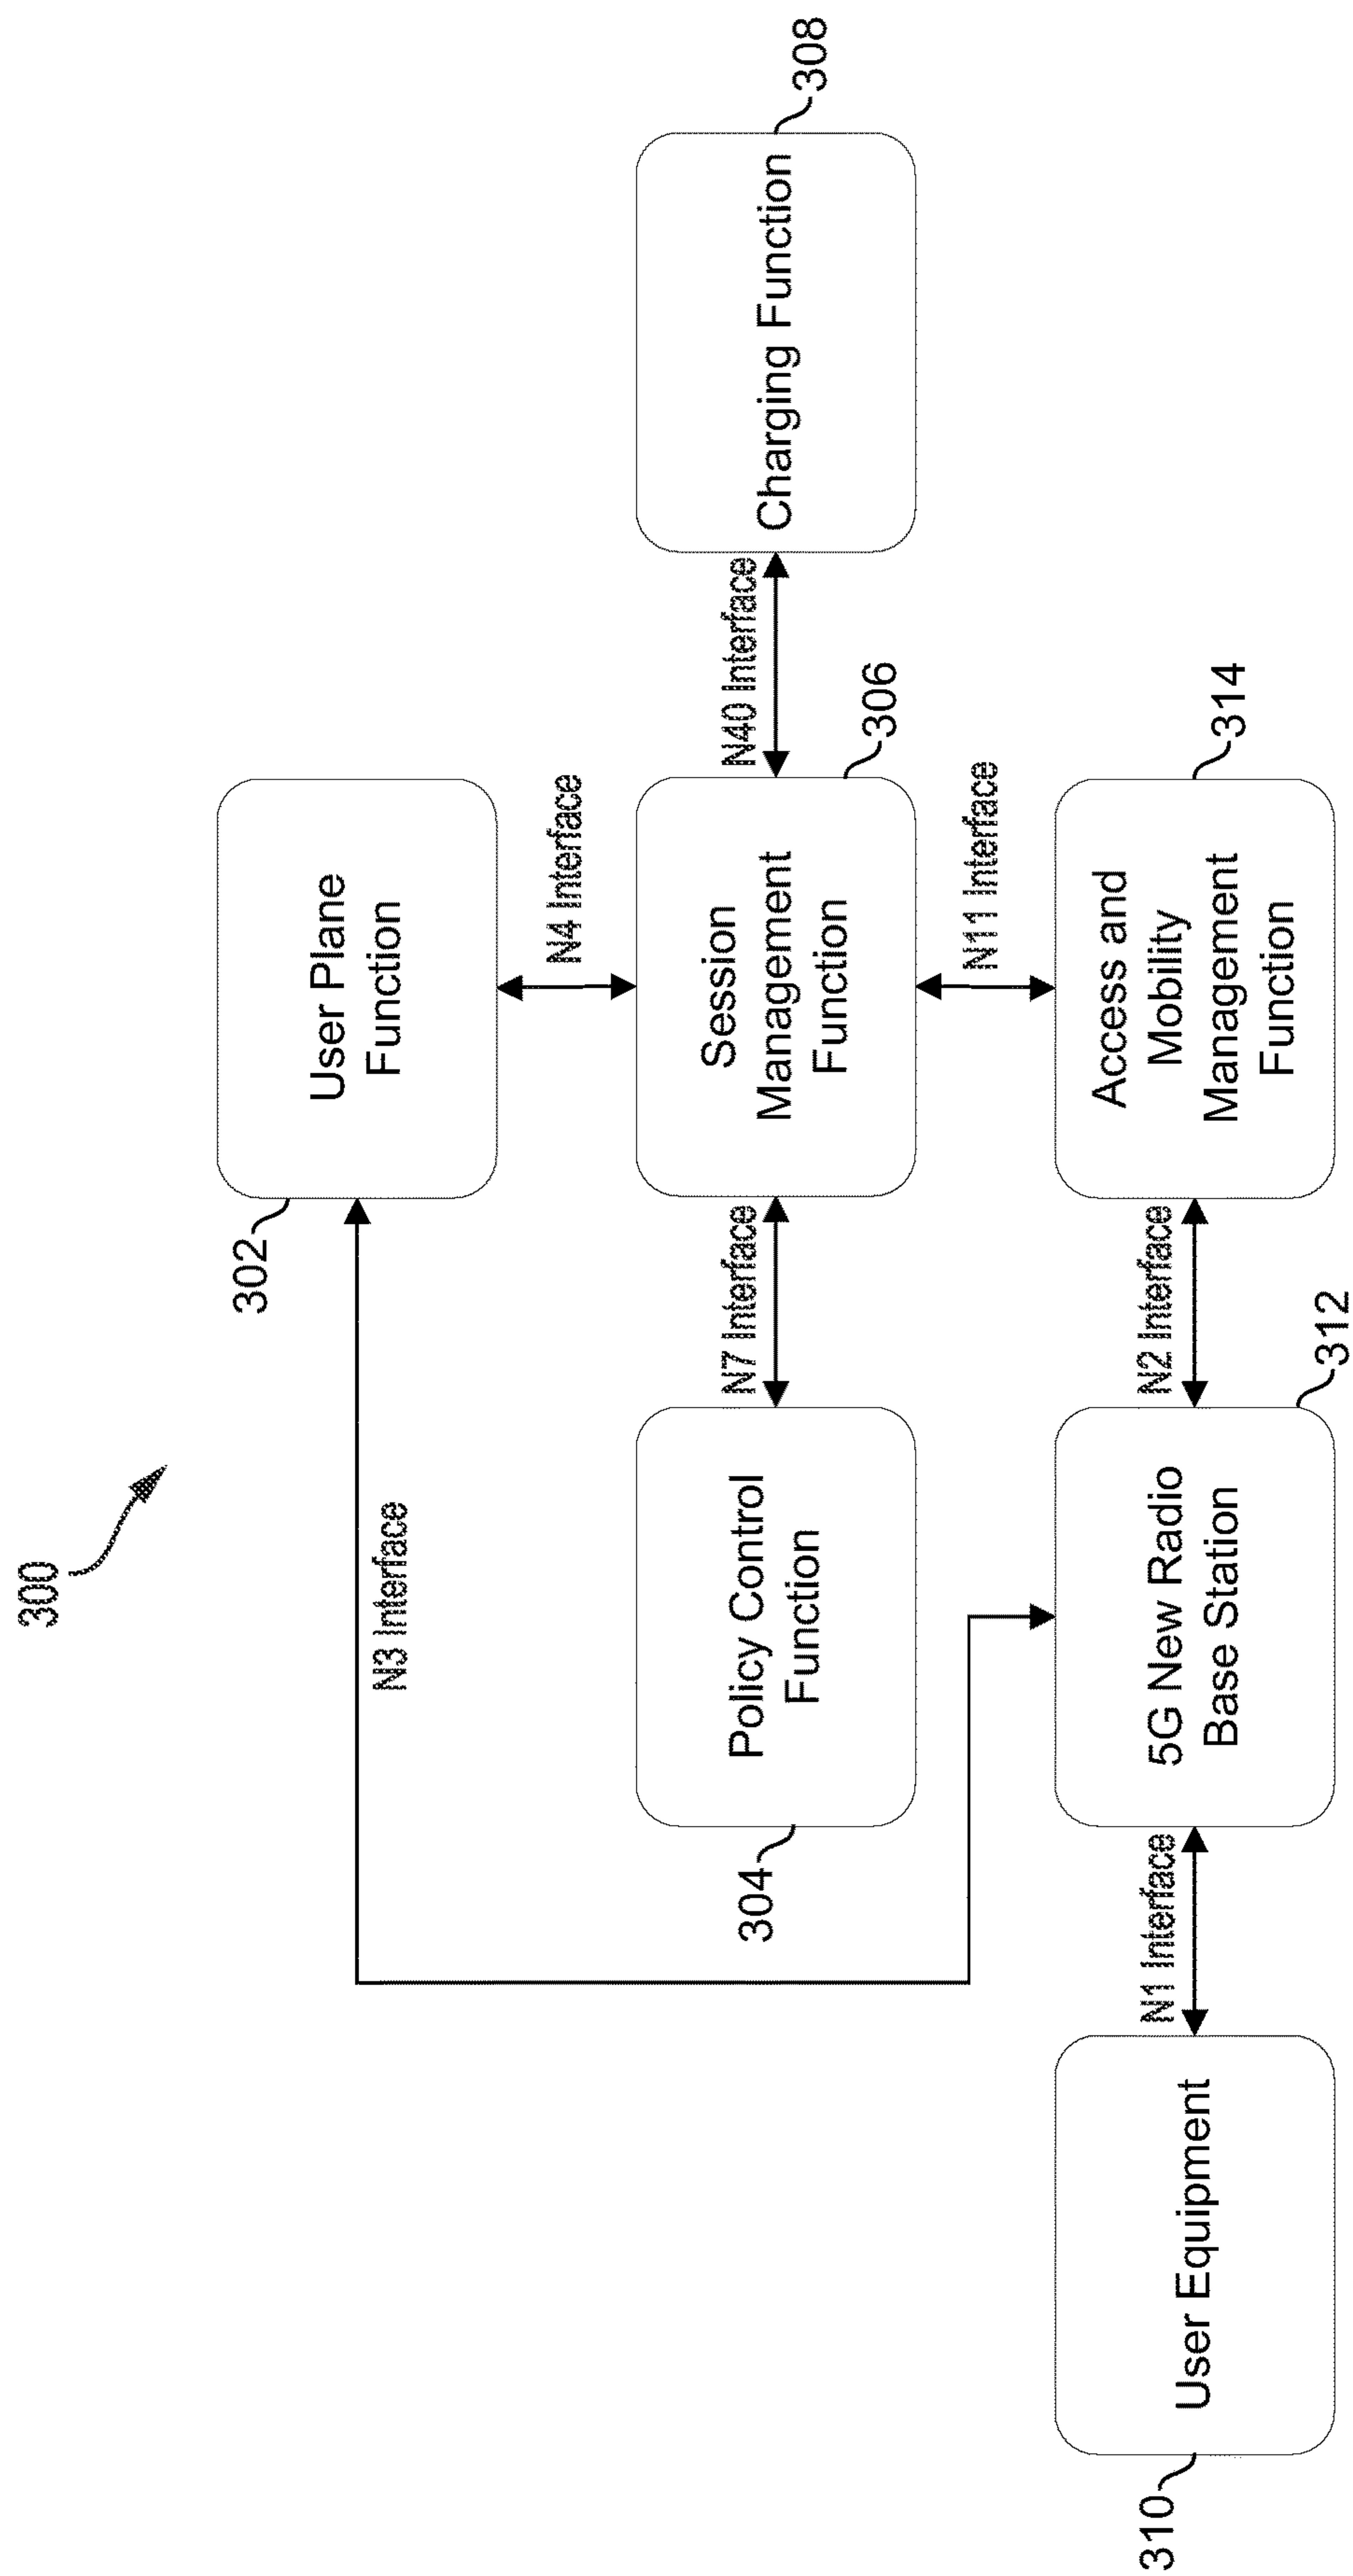 300
302
User Plane
Function
N3 Interface
N4 Interface
304
Policy Control
Function
N7 Interface
Session
Management
Function
306
N40 Interface
Charging Function
308
N11 Interface
310
User Equipment
N1 Interface
5G New Radio
Base Station
312
N2 Interface
Access and
Mobility
Management
Function
314